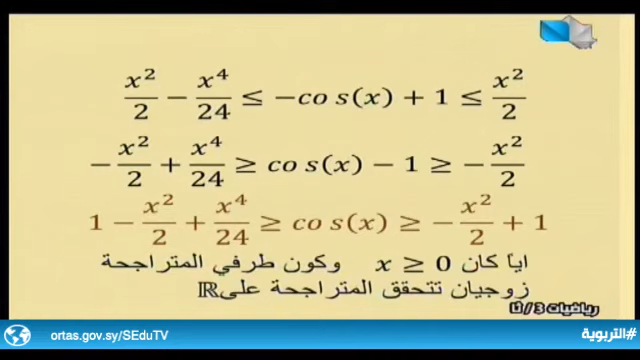 x²/2 − x⁴/24 ≤ −cos(x) + 1 ≤ x²/2
−x²/2 + x⁴/24 ≥ cos(x) − 1 ≥ −x²/2
1 − x²/2 + x⁴/24 ≥ cos(x) ≥ −x²/2 + 1
اياً كان x ≥ 0 وكون طرفي المتراجحة
زوجيان تتحقق المتراجحة على ℝ
رياضيات /3/ ثا
ortas.gov.sy/SEduTV
#التربوية